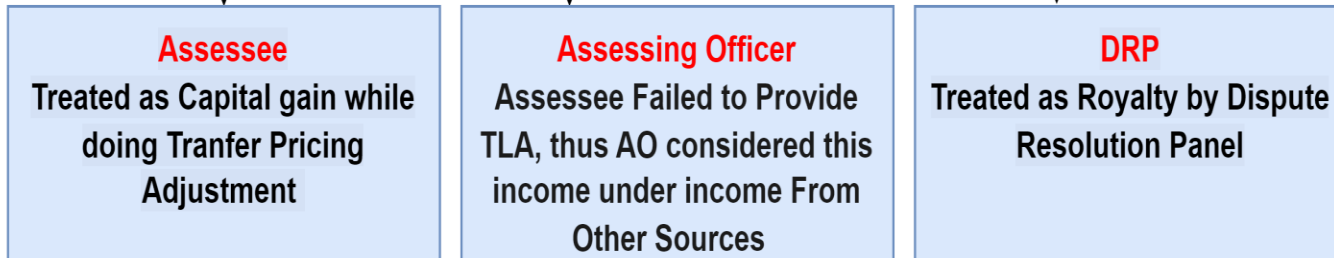 Assessee
Treated as Capital gain while
doing Tranfer Pricing
Adjustment
Assessing Officer
Assessee Failed to Provide
TLA, thus AO considered this
income under income From
Other Sources
DRP
Treated as Royalty by Dispute
Resolution Panel